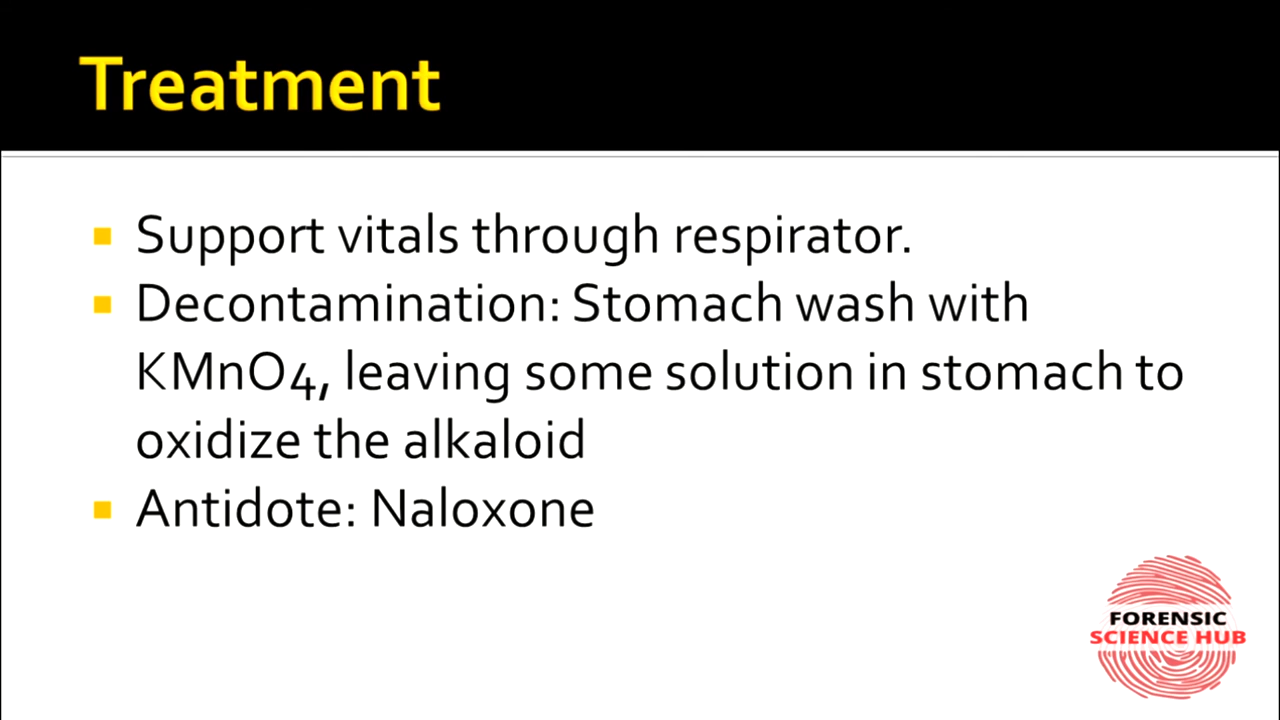 Treatment
Support vitals through respirator.
Decontamination: Stomach wash with
KMnO4, leaving some solution in stomach to
oxidize the alkaloid
Antidote: Naloxone
FORENSIC
SCIENCE HUB